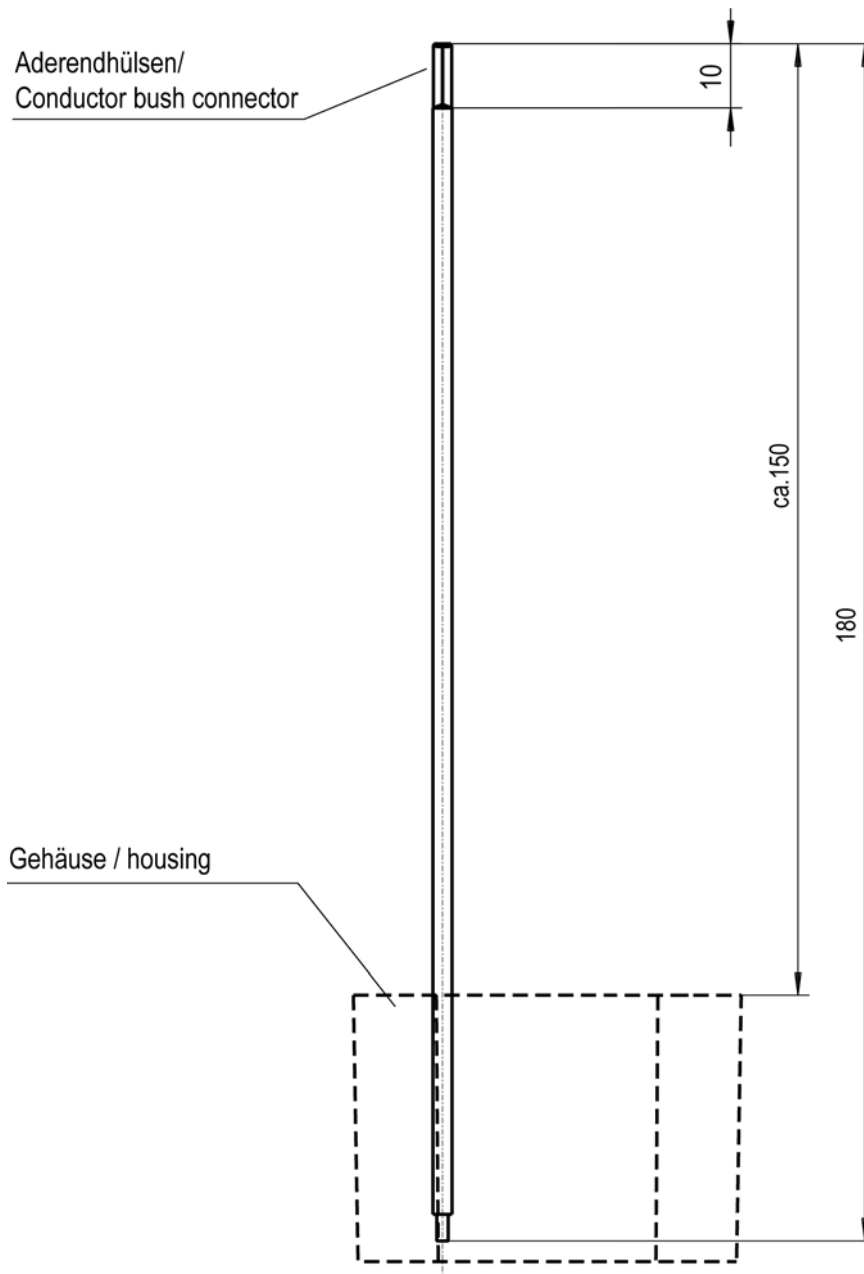 Aderendhülsen/
Conductor bush connector
10
ca.150
180
Gehäuse / housing